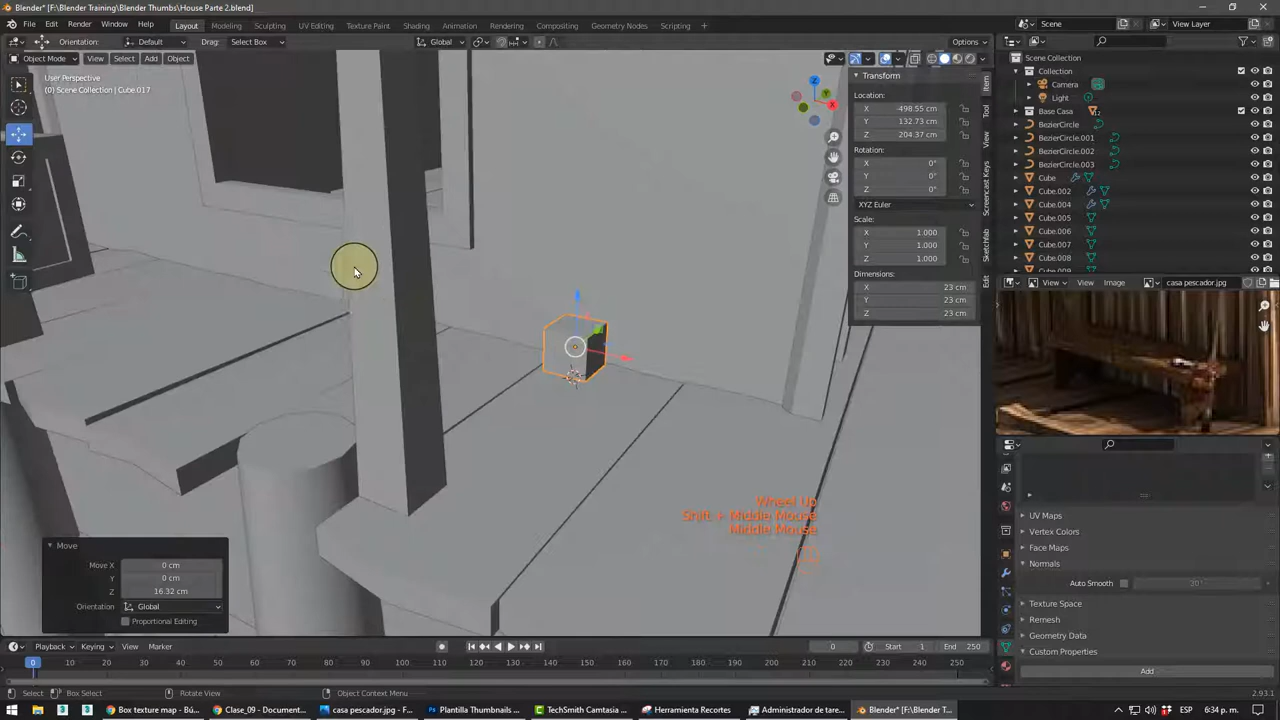 Blender* [F:\Blender Training\Blender Thumbs\House Parte 2.blend]
File Edit Render Window Help Layout Modeling Sculpting UV Editing Texture Paint Shading Animation Rendering Compositing Geometry Nodes Scripting + Scene View Layer
Orientation: Default Drag: Select Box Global Options
Object Mode View Select Add Object
User Perspective
(0) Scene Collection | Cube.017
Transform
Location:
X -498.55 cm
Y 132.73 cm
Z 204.37 cm
Rotation:
X 0°
Y 0°
Z 0°
XYZ Euler
Scale:
X 1.000
Y 1.000
Z 1.000
Dimensions:
X 23 cm
Y 23 cm
Z 23 cm
Item
Tool
View
Screencast Keys
Sketchfab
Edit
Scene Collection
Collection
Camera
Light
Base Casa 12
BezierCircle
BezierCircle.001
BezierCircle.002
BezierCircle.003
Cube
Cube.002
Cube.004
Cube.005
Cube.006
Cube.007
Cube.008
Cube.009
View View Image casa pescador.jpg
UV Maps
Vertex Colors
Face Maps
Normals
Auto Smooth 30°
Texture Space
Remesh
Geometry Data
Custom Properties
Add
Wheel Up
Shift + Middle Mouse
Middle Mouse
Move
Move X 0 cm
Y 0 cm
Z 16.32 cm
Orientation Global
Proportional Editing
Playback Keying View Marker 0 Start 1 End 250
0 10 20 30 40 50 60 70 80 90 100 110 120 130 140 150 160 170 180 190 200 210 220 230 240 250
Select Box Select Rotate View Object Context Menu 2.93.1
Box texture map - Bú... Clase_09 - Document... casa pescador.jpg - F... Plantilla Thumbnails ... TechSmith Camtasia Herramienta Recortes Administrador de tare... Blender* [F:\Blender T... ESP 6:34 p. m.